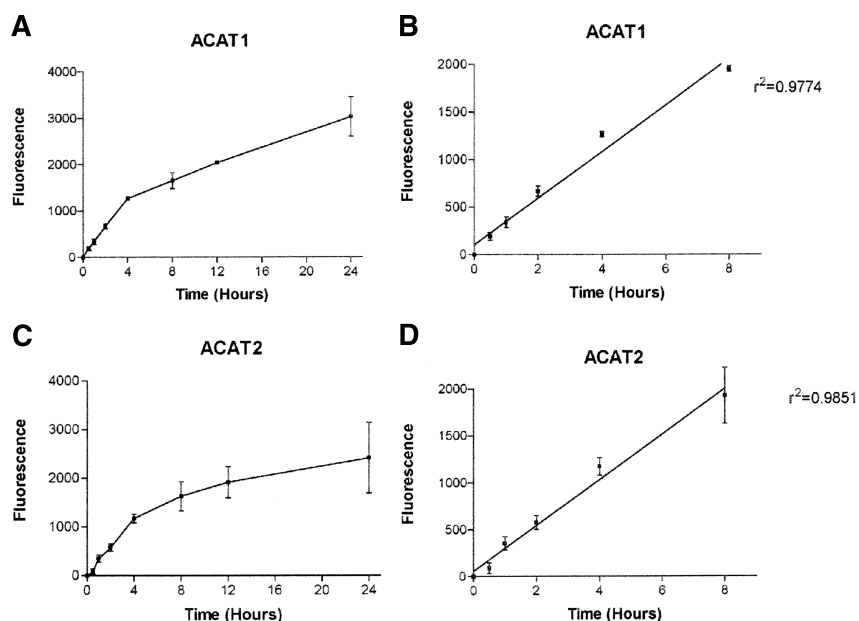 A
ACAT1
Fluorescence
4000
3000
2000
1000
0
0 4 8 12 16 20 24
Time (Hours)
B
ACAT1
Fluorescence
2000
1500
1000
500
0
0 2 4 6 8
Time (Hours)
r²=0.9774
C
ACAT2
Fluorescence
4000
3000
2000
1000
0
0 4 8 12 16 20 24
Time (Hours)
D
ACAT2
Fluorescence
2000
1500
1000
500
0
0 2 4 6 8
Time (Hours)
r²=0.9851